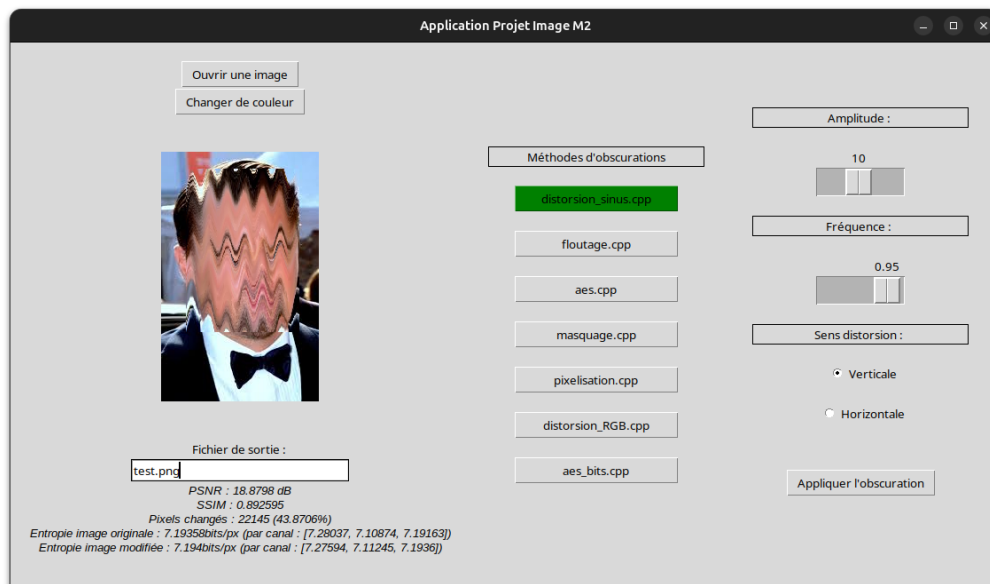 Application Projet Image M2
Ouvrir une image
Changer de couleur
Fichier de sortie :
test.png
PSNR : 18.8798 dB
SSIM : 0.892595
Pixels changés : 22145 (43.8706%)
Entropie image originale : 7.19358bits/px (par canal : [7.28037, 7.10874, 7.19163])
Entropie image modifiée : 7.194bits/px (par canal : [7.27594, 7.11245, 7.1936])
Méthodes d'obscurations
distorsion_sinus.cpp
floutage.cpp
aes.cpp
masquage.cpp
pixelisation.cpp
distorsion_RGB.cpp
aes_bits.cpp
Amplitude :
10
Fréquence :
0.95
Sens distorsion :
Verticale
Horizontale
Appliquer l'obscuration